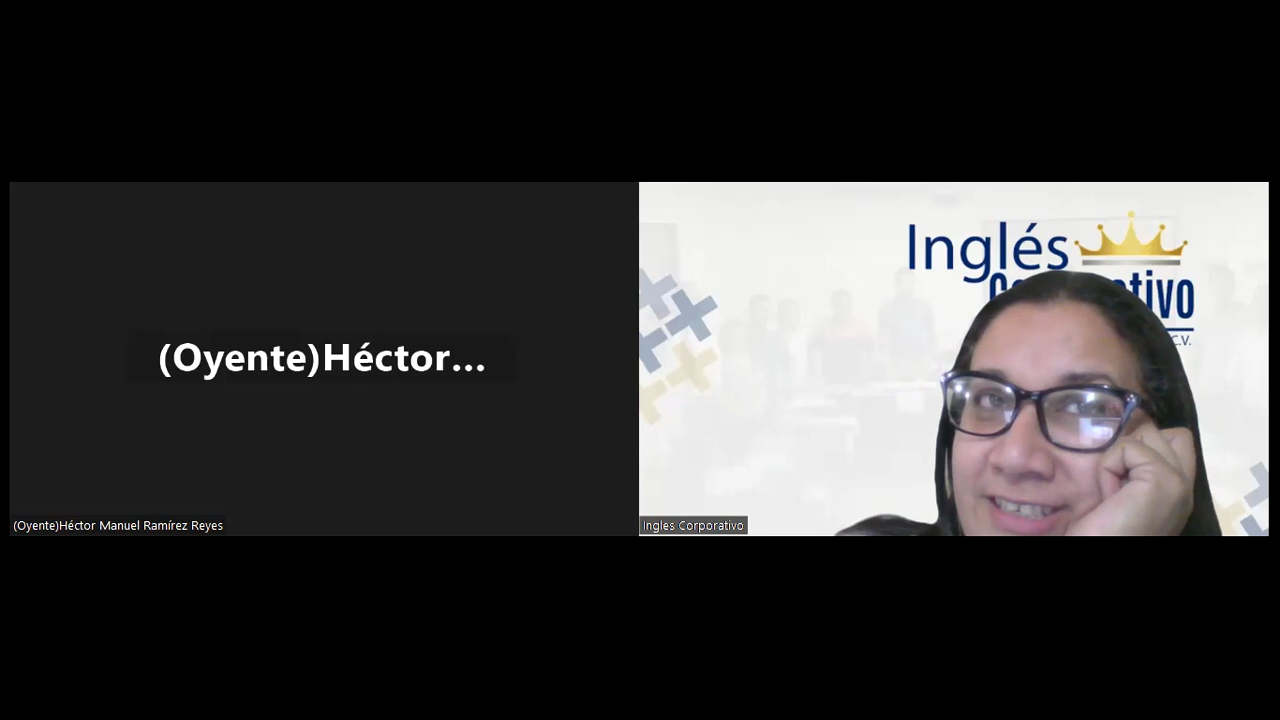 (Oyente)Héctor...
(Oyente)Héctor Manuel Ramírez Reyes
Inglés
C.V.
Ingles Corporativo